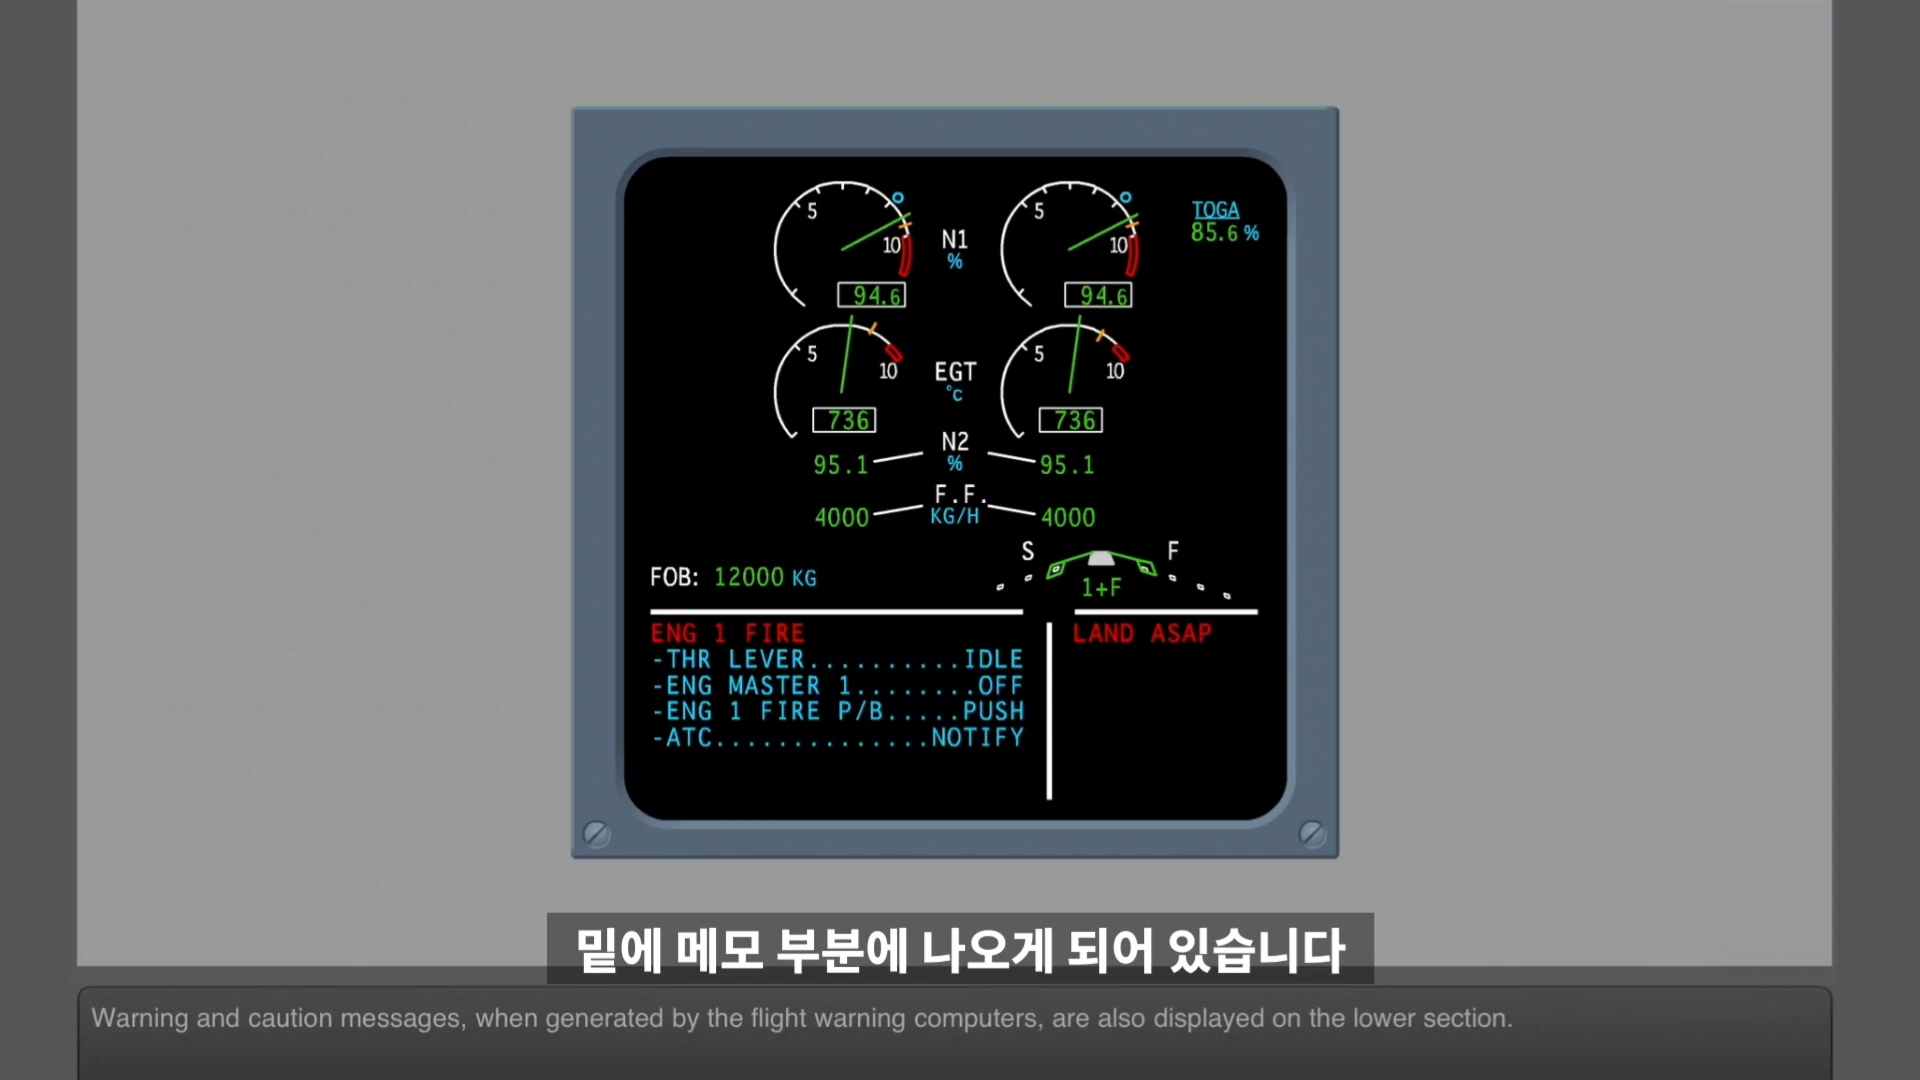 5 5 TOGA
10 N1 10 85.6 %
%
94.6 94.6
5 5
10 EGT 10
°C
736 736
N2
95.1 % 95.1
F.F.
4000 KG/H 4000
S F
FOB: 12000 KG 1+F
ENG 1 FIRE LAND ASAP
-THR LEVER..........IDLE
-ENG MASTER 1........OFF
-ENG 1 FIRE P/B.....PUSH
-ATC..............NOTIFY
밑에 메모 부분에 나오게 되어 있습니다
Warning and caution messages, when generated by the flight warning computers, are also displayed on the lower section.